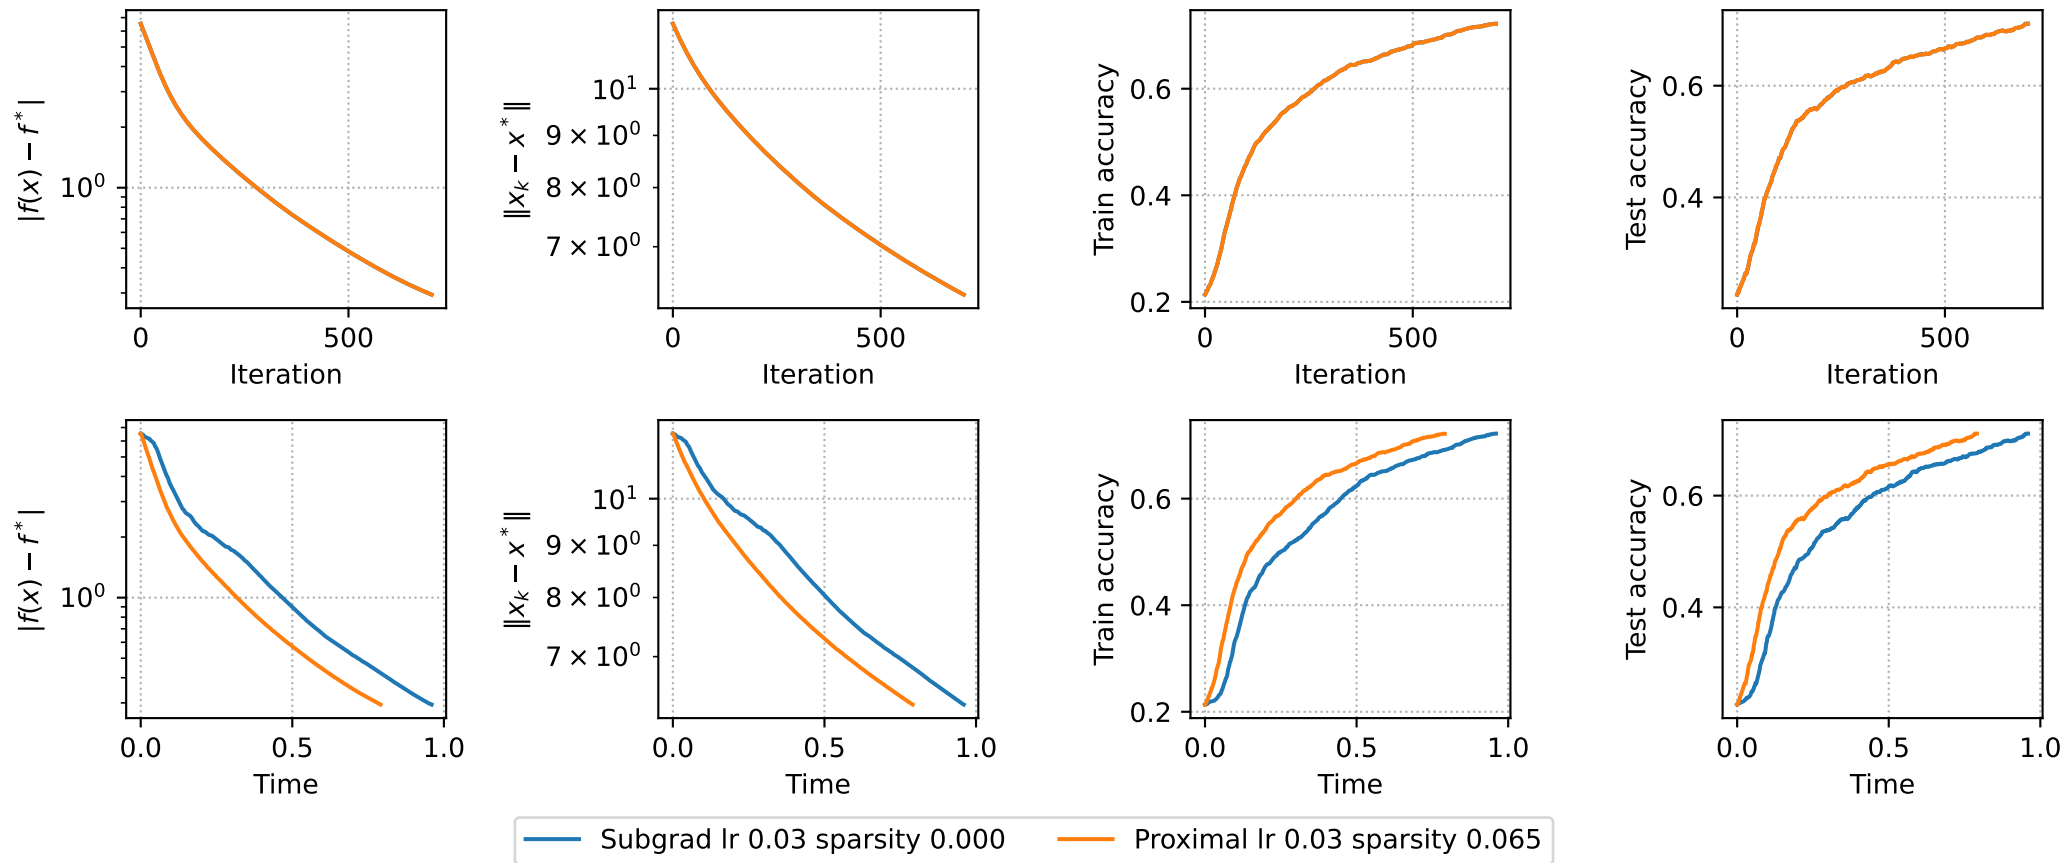 |f(x) − f*|
10⁰
0 500
Iteration
‖xₖ − x*‖
10¹
9 × 10⁰
8 × 10⁰
7 × 10⁰
0 500
Iteration
Train accuracy
0.6
0.4
0.2
0 500
Iteration
Test accuracy
0.6
0.4
0 500
Iteration
|f(x) − f*|
10⁰
0.0 0.5 1.0
Time
‖xₖ − x*‖
10¹
9 × 10⁰
8 × 10⁰
7 × 10⁰
0.0 0.5 1.0
Time
Train accuracy
0.6
0.4
0.2
0.0 0.5 1.0
Time
Test accuracy
0.6
0.4
0.0 0.5 1.0
Time
Subgrad lr 0.03 sparsity 0.000
Proximal lr 0.03 sparsity 0.065